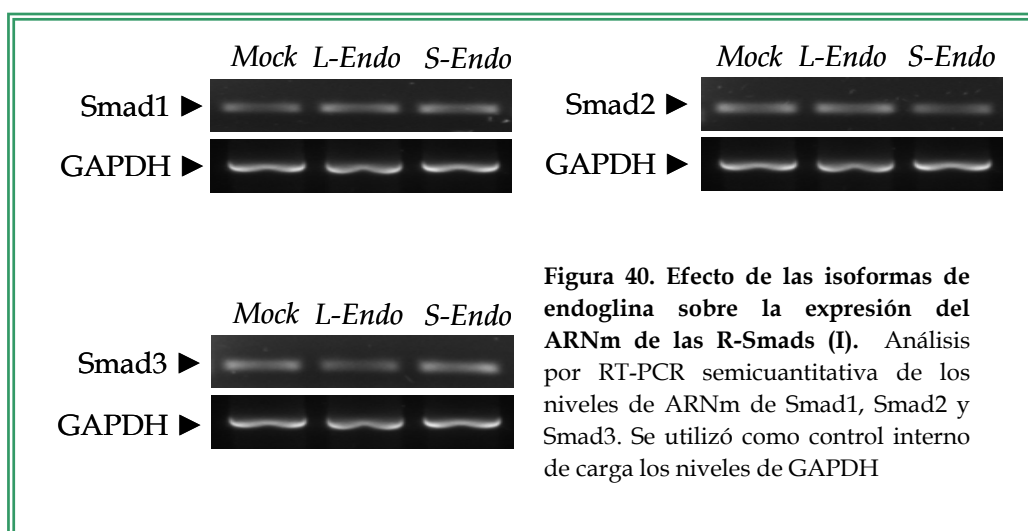 Mock L-Endo S-Endo
Smad1 ►
GAPDH ►
Mock L-Endo S-Endo
Smad2 ►
GAPDH ►
Mock L-Endo S-Endo
Smad3 ►
GAPDH ►
Figura 40. Efecto de las isoformas de
endoglina sobre la expresión del
ARNm de las R-Smads (I). Análisis
por RT-PCR semicuantitativa de los
niveles de ARNm de Smad1, Smad2 y
Smad3. Se utilizó como control interno
de carga los niveles de GAPDH